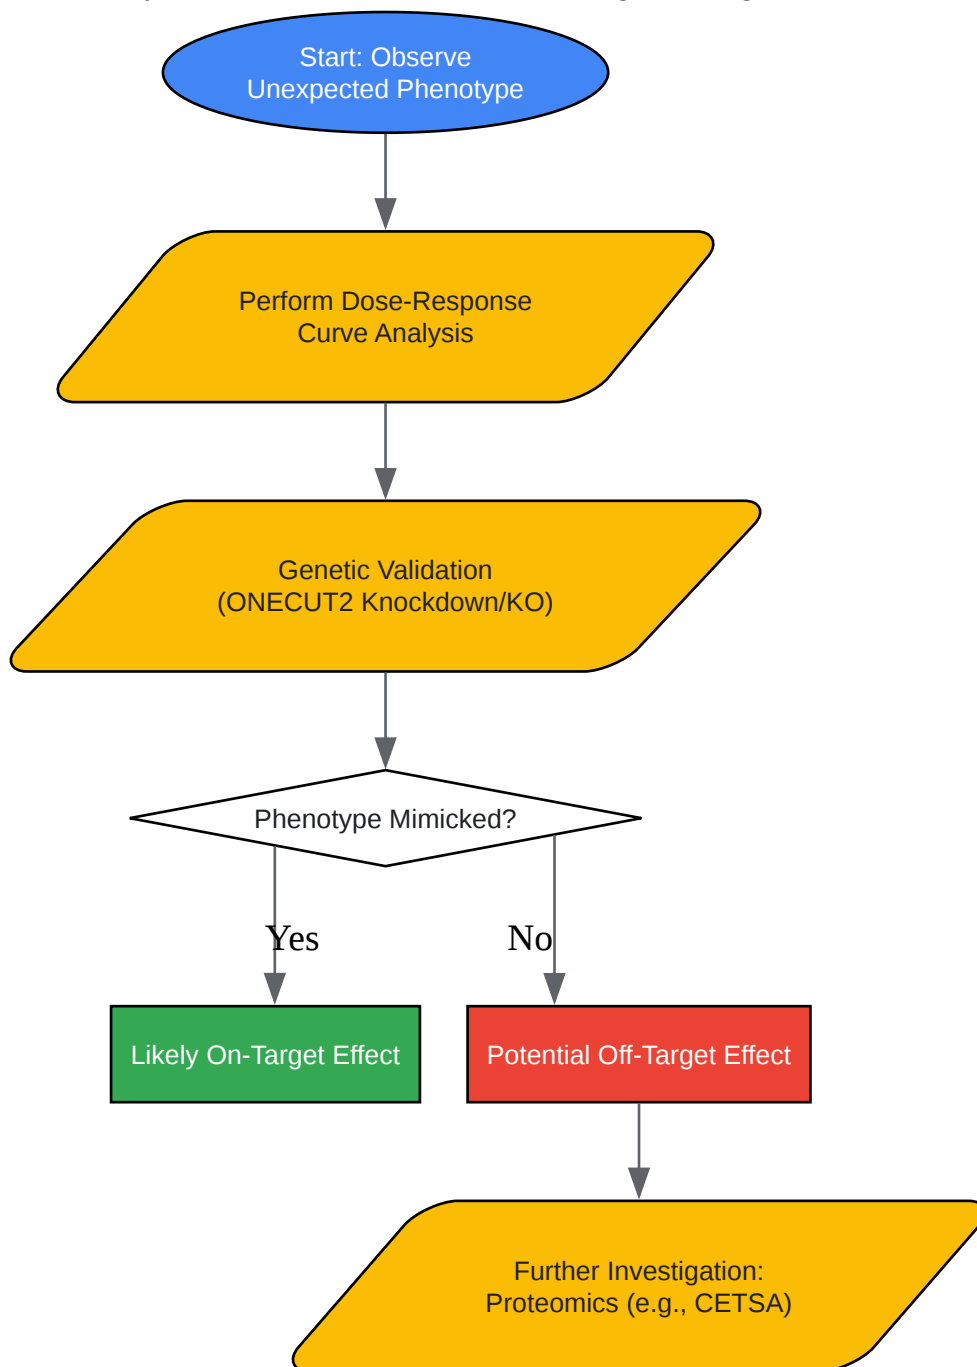 Start: Observe
Unexpected Phenotype
Perform Dose-Response
Curve Analysis
Genetic Validation
(ONECUT2 Knockdown/KO)
Phenotype Mimicked?
Yes
No
Likely On-Target Effect
Potential Off-Target Effect
Further Investigation:
Proteomics (e.g., CETSA)